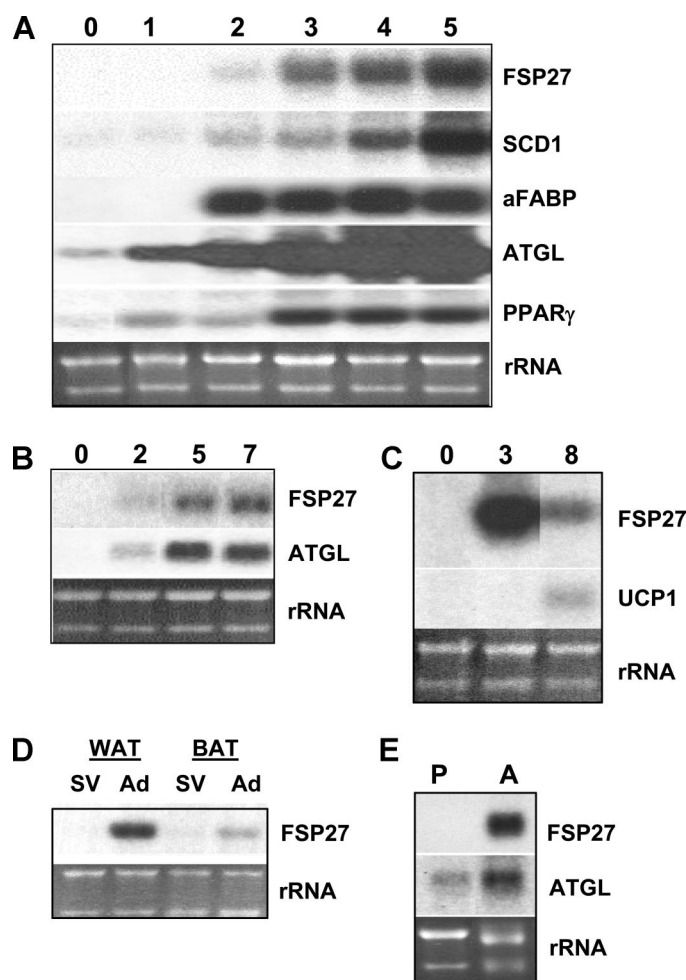 A 0 1 2 3 4 5
FSP27
SCD1
aFABP
ATGL
PPARγ
rRNA
B 0 2 5 7
FSP27
ATGL
rRNA
C 0 3 8
FSP27
UCP1
rRNA
D WAT BAT
SV Ad SV Ad
FSP27
rRNA
E P A
FSP27
ATGL
rRNA